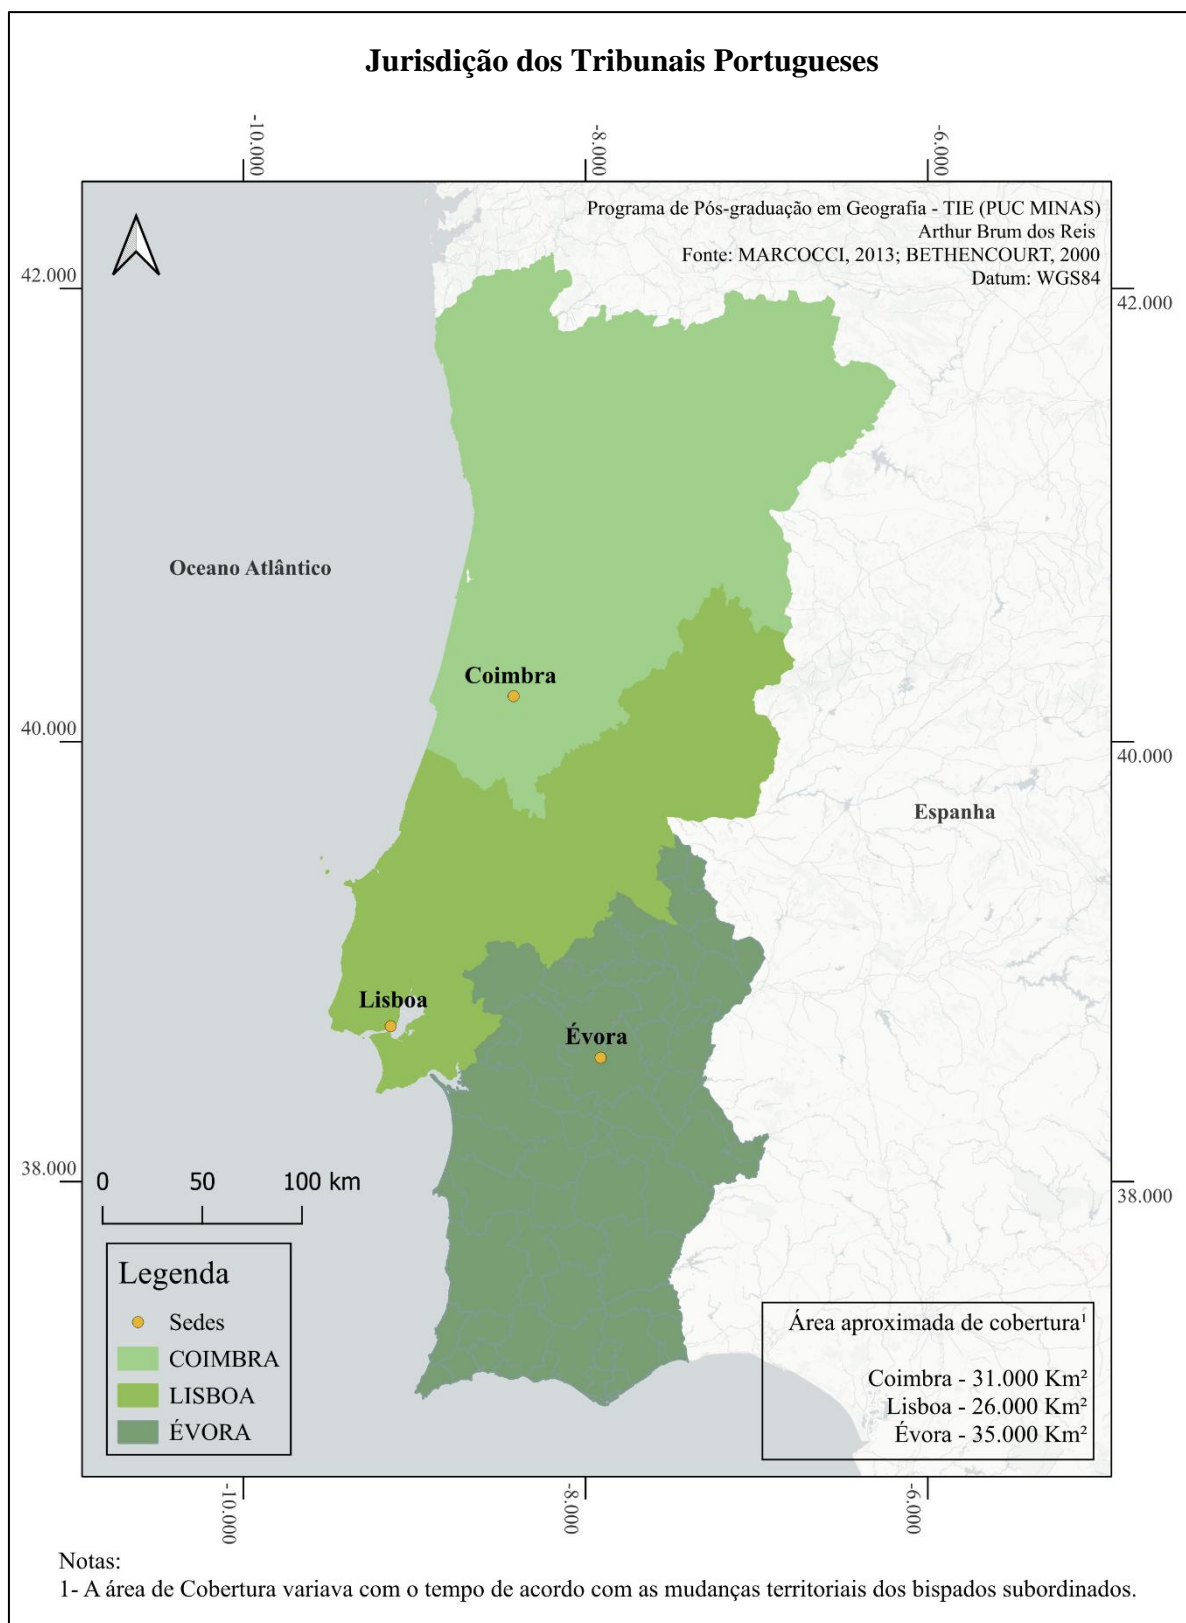 Jurisdição dos Tribunais Portugueses
-10.000
-8.000
-6.000
Programa de Pós-graduação em Geografia - TIE (PUC MINAS)
Arthur Brum dos Reis
Fonte: MARCOCCI, 2013; BETHENCOURT, 2000
Datum: WGS84
42.000
42.000
Oceano Atlântico
Coimbra
40.000
40.000
Espanha
Lisboa
Évora
38.000
38.000
0 50 100 km
Legenda
Sedes
COIMBRA
LISBOA
ÉVORA
Área aproximada de cobertura¹
Coimbra - 31.000 Km²
Lisboa - 26.000 Km²
Évora - 35.000 Km²
-10.000
-8.000
-6.000
Notas:
1- A área de Cobertura variava com o tempo de acordo com as mudanças territoriais dos bispados subordinados.